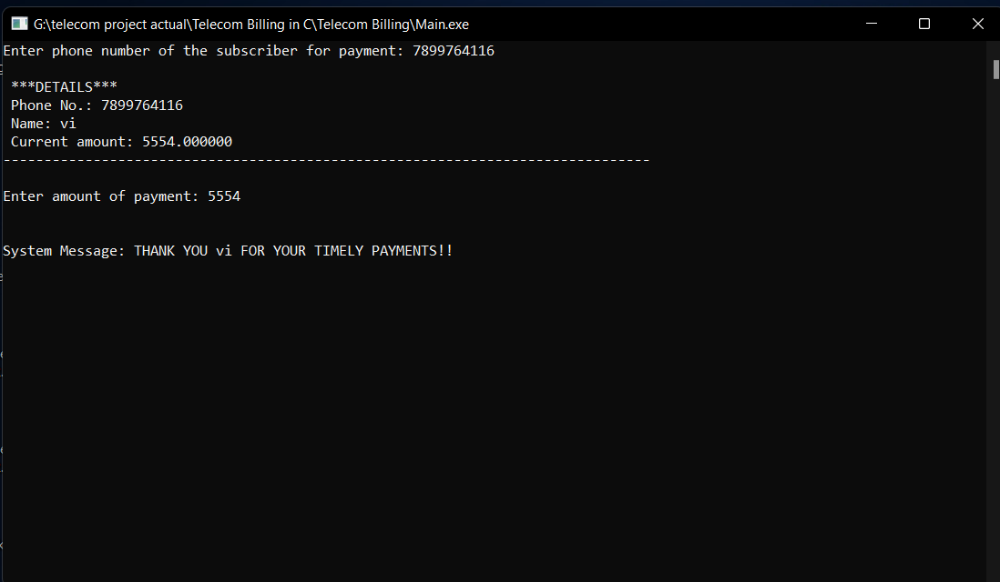 G:\telecom project actual\Telecom Billing in C\Telecom Billing\Main.exe
Enter phone number of the subscriber for payment: 7899764116
***DETAILS***
Phone No.: 7899764116
Name: vi
Current amount: 5554.000000
-------------------------------------------------------------------------------
Enter amount of payment: 5554
System Message: THANK YOU vi FOR YOUR TIMELY PAYMENTS!!